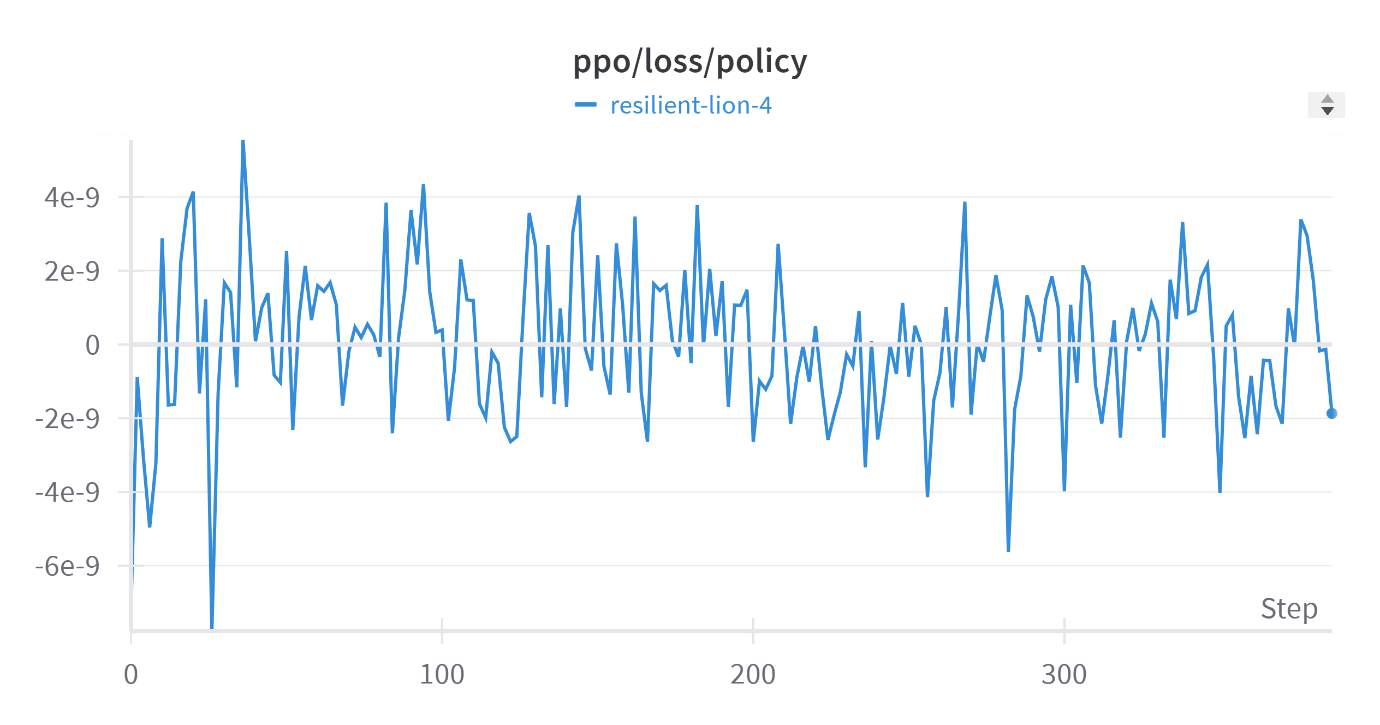 ppo/loss/policy
resilient-lion-4
4e-9
2e-9
0
-2e-9
-4e-9
-6e-9
Step
0 100 200 300